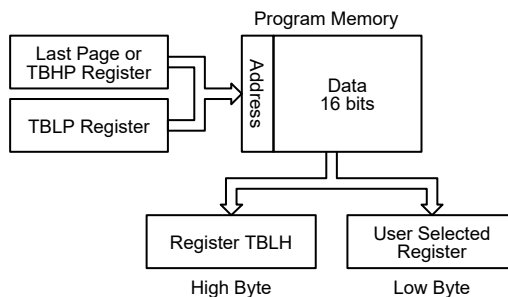 Program Memory
Last Page or
TBHP Register
TBLP Register
Address
Data
16 bits
Register TBLH
User Selected
Register
High Byte
Low Byte